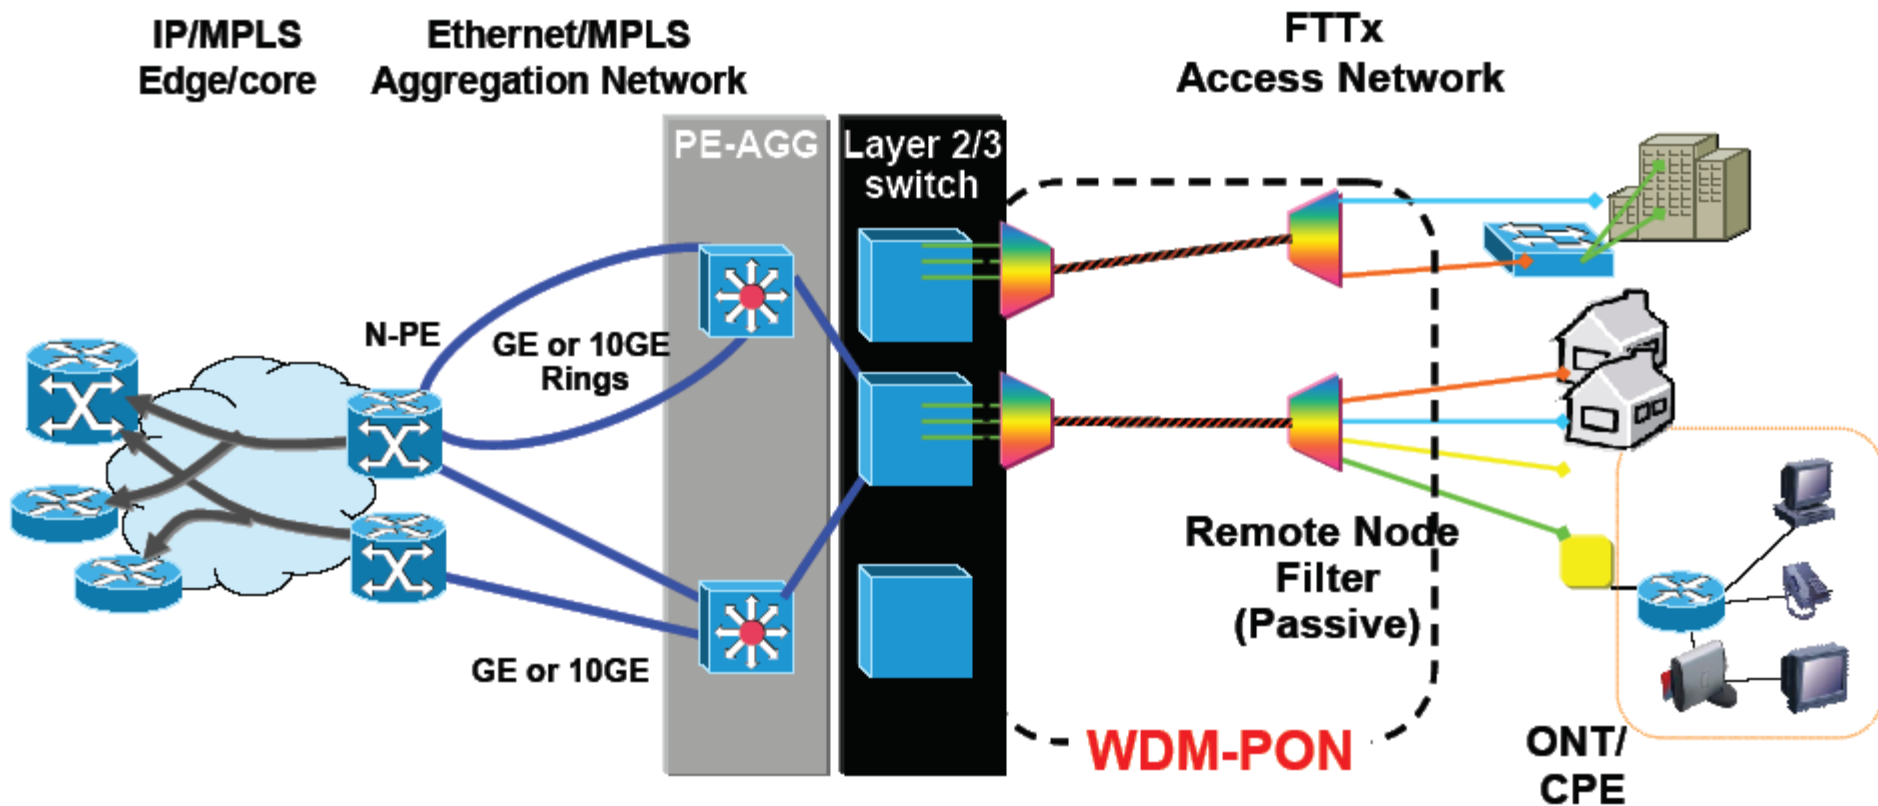 IP/MPLS
Edge/core
Ethernet/MPLS
Aggregation Network
FTTx
Access Network
PE-AGG
Layer 2/3
switch
N-PE
GE or 10GE
Rings
GE or 10GE
Remote Node
Filter
(Passive)
WDM-PON
ONT/
CPE